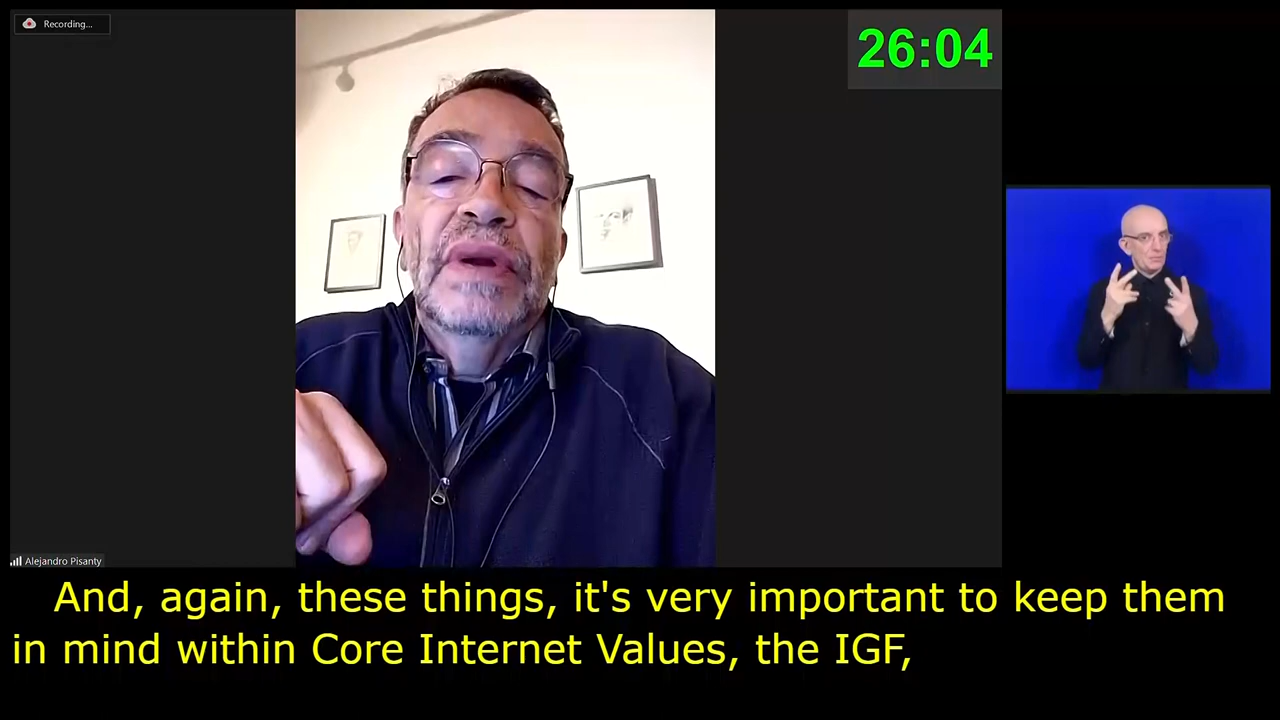 Recording...
26:04
Alejandro Pisanty
And, again, these things, it's very important to keep them
in mind within Core Internet Values, the IGF,